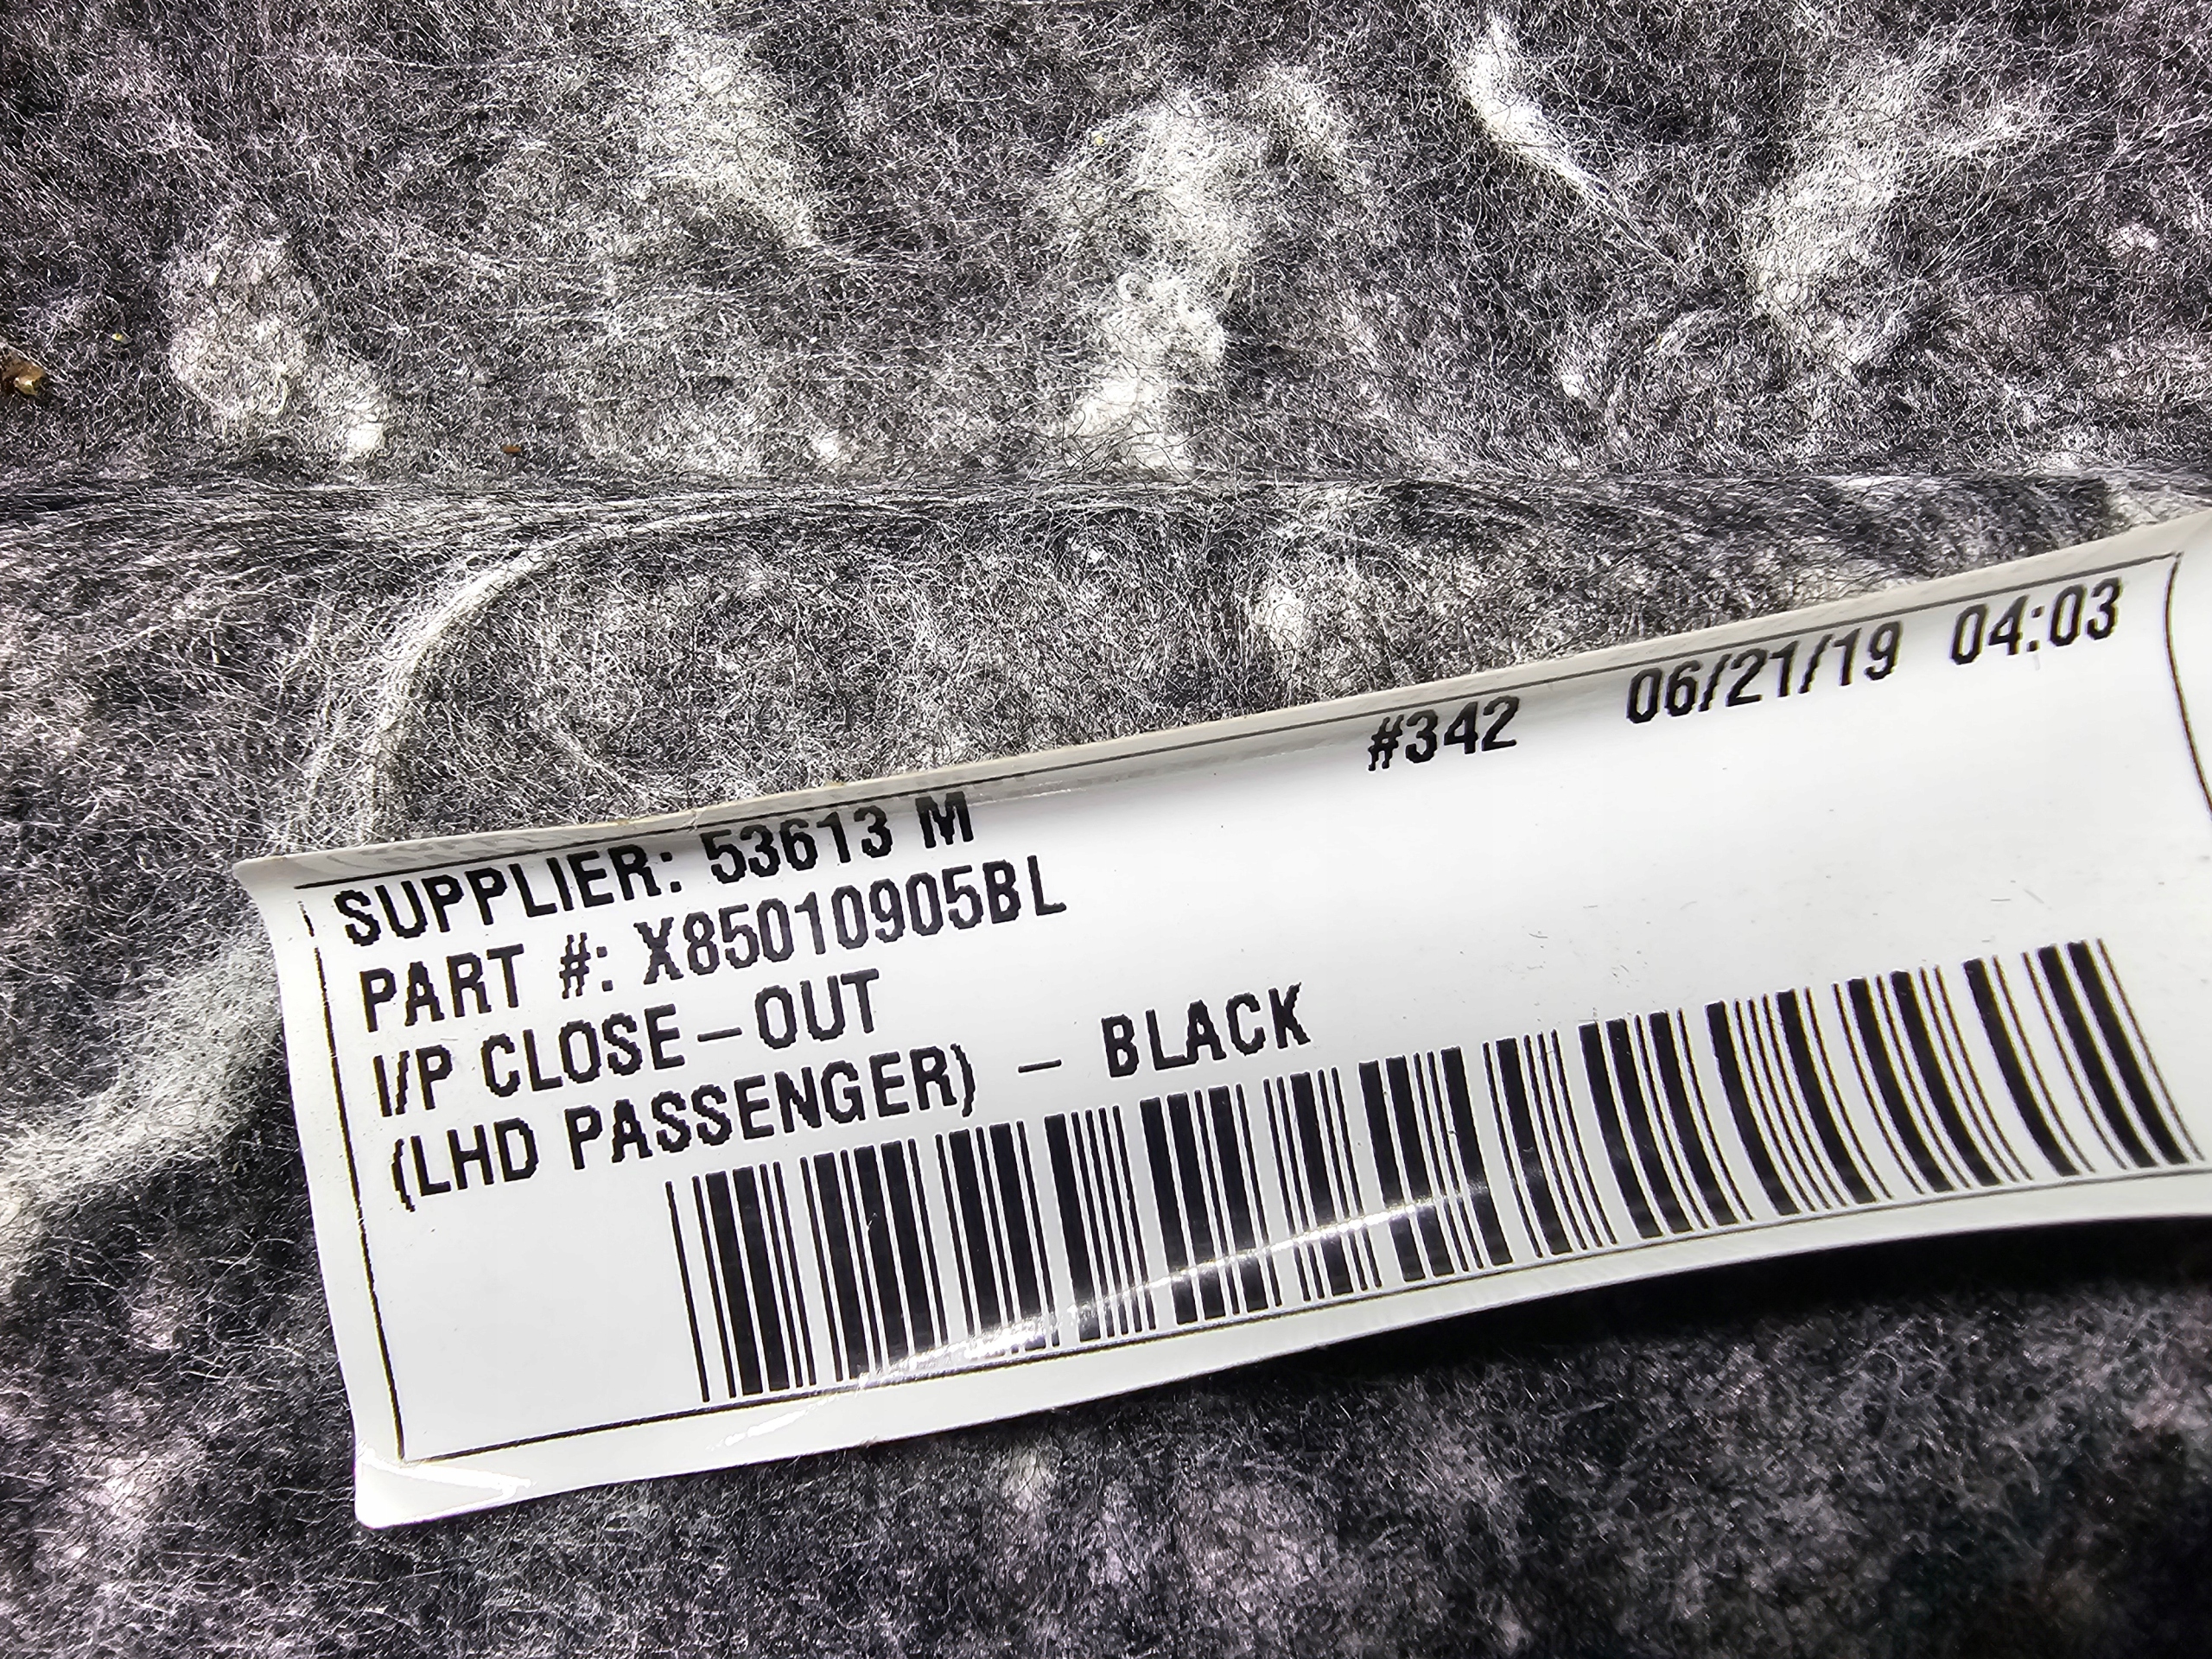 #342 06/21/19 04:03
SUPPLIER: 53613 M
PART #: X85010905BL
I/P CLOSE-OUT
(LHD PASSENGER) - BLACK